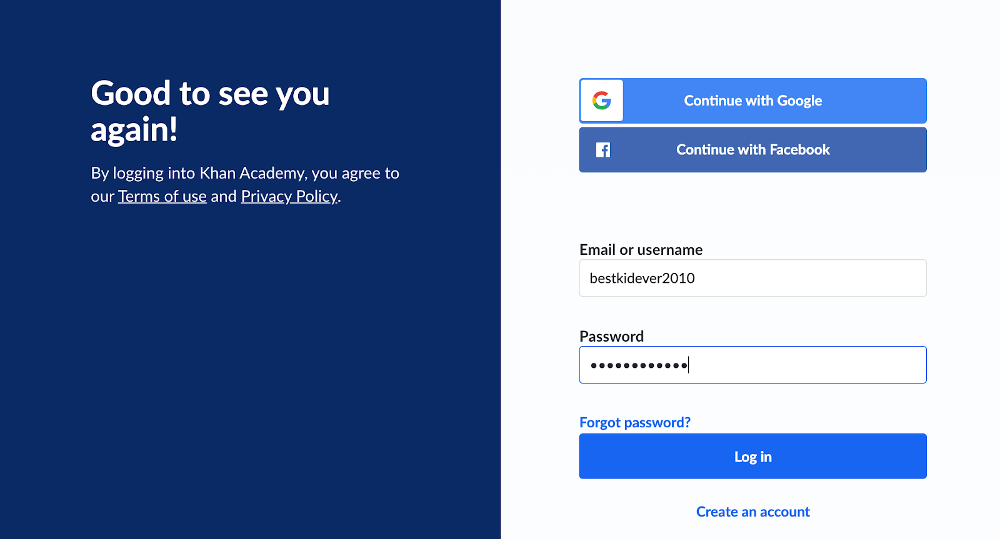 Good to see you
again!
By logging into Khan Academy, you agree to
our Terms of use and Privacy Policy.
Continue with Google
Continue with Facebook
Email or username
bestkidever2010
Password
••••••••••••
Forgot password?
Log in
Create an account